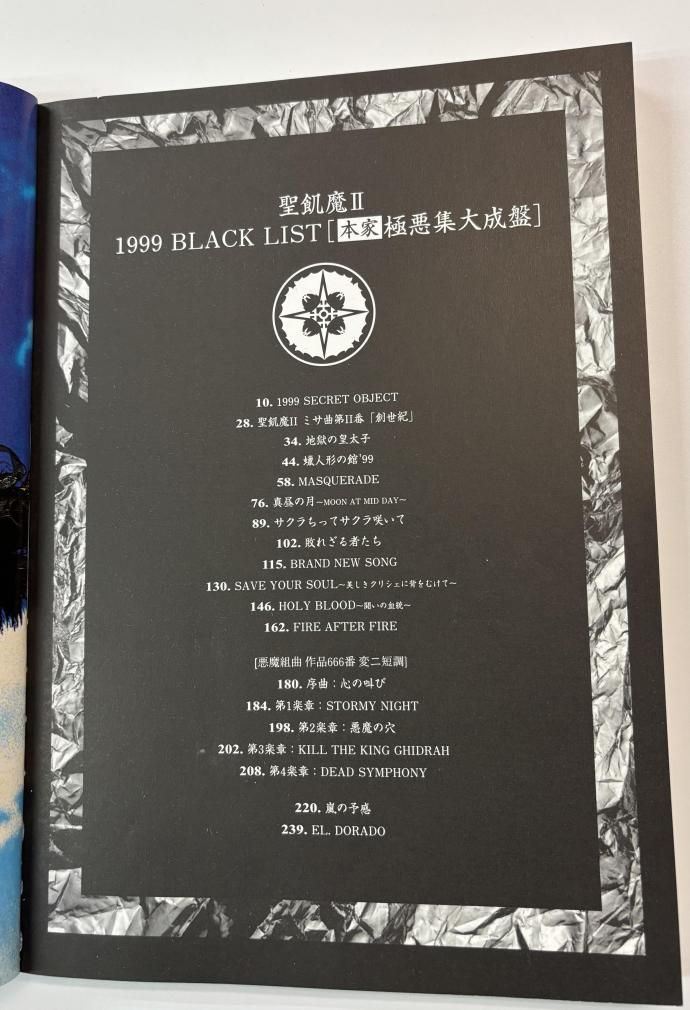 聖飢魔II
1999 BLACK LIST [本家極悪集大成盤]
10. 1999 SECRET OBJECT
28. 聖飢魔II ミサ曲第II番「創世紀」
34. 地獄の皇太子
44. 蠟人形の館'99
58. MASQUERADE
76. 真昼の月~MOON AT MID DAY~
89. サクラちってサクラ咲いて
102. 敗れざる者たち
115. BRAND NEW SONG
130. SAVE YOUR SOUL~美しきクリシェに背をむけて~
146. HOLY BLOOD~闘いの血統~
162. FIRE AFTER FIRE
[悪魔組曲 作品666番 変二短調]
180. 序曲:心の叫び
184. 第1楽章:STORMY NIGHT
198. 第2楽章:悪魔の穴
202. 第3楽章:KILL THE KING GHIDRAH
208. 第4楽章:DEAD SYMPHONY
220. 嵐の予感
239. EL. DORADO